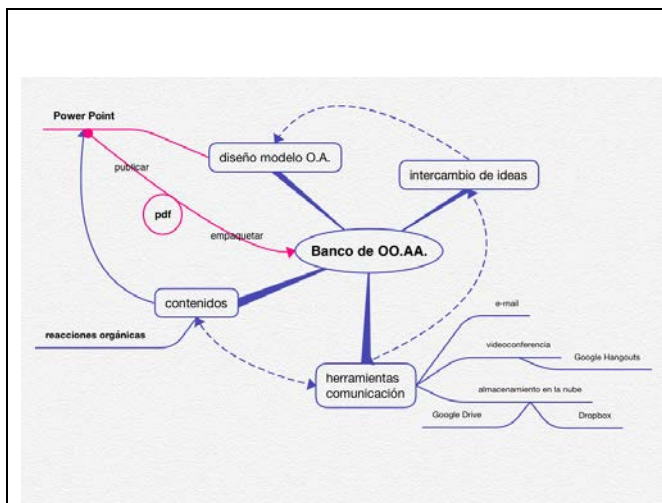 Power Point
diseño modelo O.A.
intercambio de ideas
publicar
pdf
empaquetar
Banco de OO.AA.
contenidos
reacciones orgánicas
herramientas
comunicación
e-mail
videoconferencia
Google Hangouts
almacenamiento en la nube
Google Drive
Dropbox